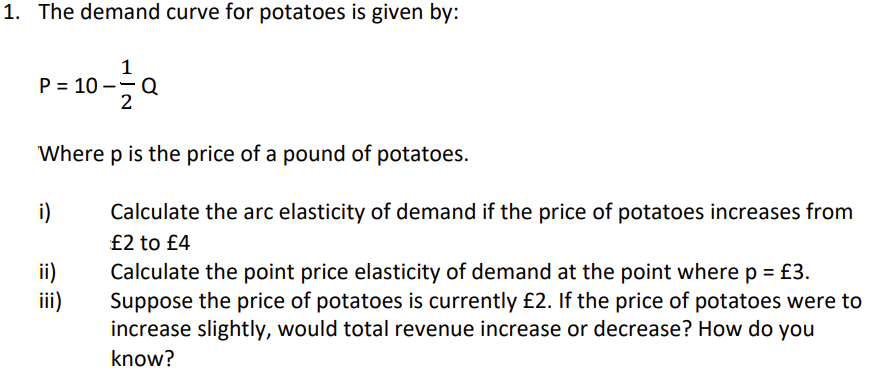 1. The demand curve for potatoes is given by:
P = 10 – 1/2 Q
Where p is the price of a pound of potatoes.
i) Calculate the arc elasticity of demand if the price of potatoes increases from
£2 to £4
ii) Calculate the point price elasticity of demand at the point where p = £3.
iii) Suppose the price of potatoes is currently £2. If the price of potatoes were to
increase slightly, would total revenue increase or decrease? How do you
know?